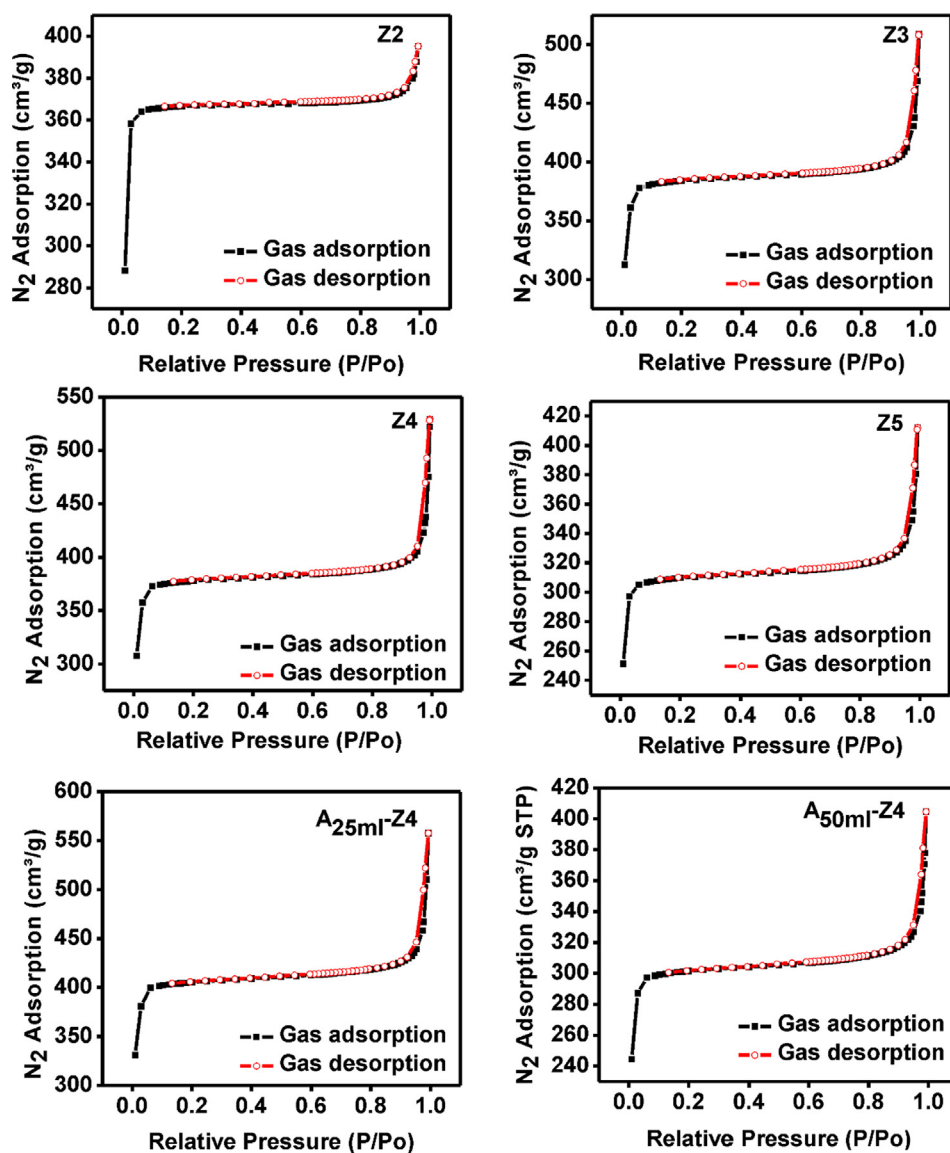 Z2
N2 Adsorption (cm³/g)
400
380
360
340
320
300
280
Gas adsorption
Gas desorption
0.0 0.2 0.4 0.6 0.8 1.0
Relative Pressure (P/Po)
Z3
N2 Adsorption (cm³/g)
500
400
300
Gas adsorption
Gas desorption
0.0 0.2 0.4 0.6 0.8 1.0
Relative Pressure (P/Po)
Z4
N2 Adsorption (cm³/g)
550
500
450
400
350
300
Gas adsorption
Gas desorption
0.0 0.2 0.4 0.6 0.8 1.0
Relative Pressure (P/Po)
Z5
N2 Adsorption (cm³/g)
420
400
380
360
340
320
300
280
260
240
Gas adsorption
Gas desorption
0.0 0.2 0.4 0.6 0.8 1.0
Relative Pressure (P/Po)
A25ml-Z4
N2 Adsorption (cm³/g)
600
550
500
450
400
350
300
Gas adsorption
Gas desorption
0.0 0.2 0.4 0.6 0.8 1.0
Relative Pressure (P/Po)
A50ml-Z4
N2 Adsorption (cm³/g STP)
420
400
380
360
340
320
300
280
260
240
Gas adsorption
Gas desorption
0.0 0.2 0.4 0.6 0.8 1.0
Relative Pressure (P/Po)